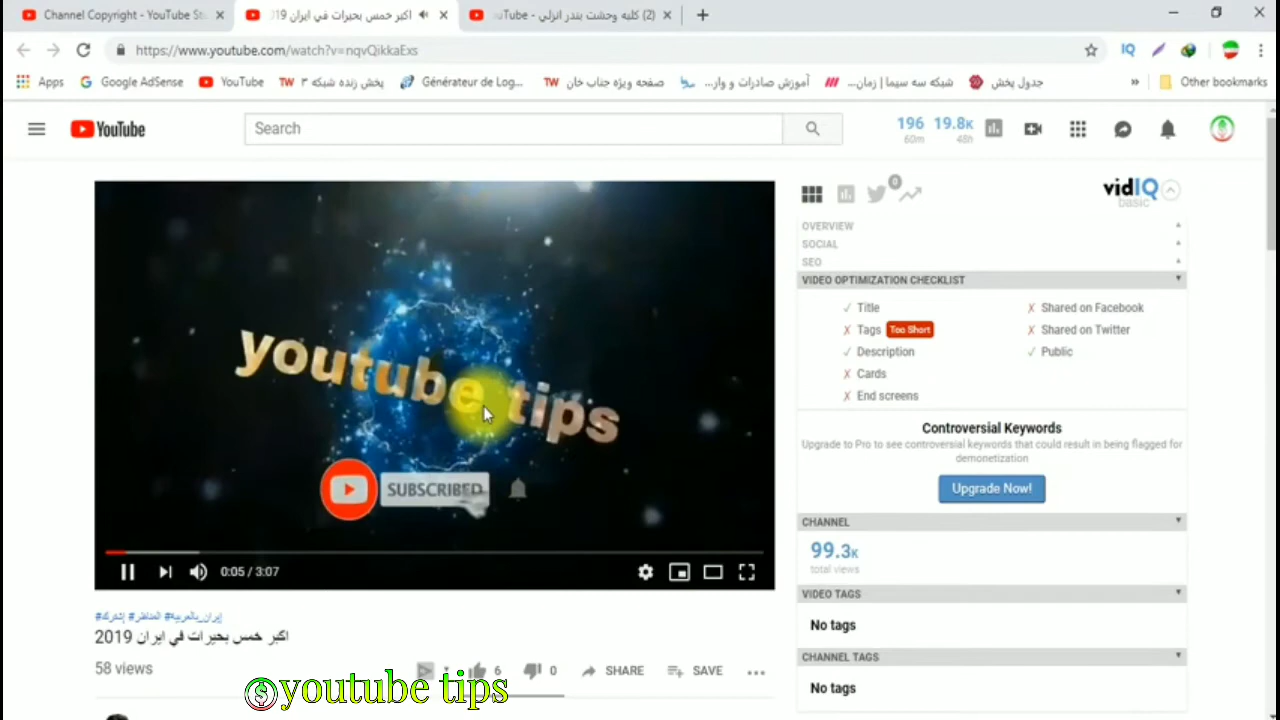 Channel Copyright - YouTube St
اكبر خمس بحيرات في ايران 2019
(2) كلبه وحشت بندر انزلي - YouTube
https://www.youtube.com/watch?v=nqvQikkaExs
Apps
Google AdSense
YouTube
پخش زنده شبکه ۳
Générateur de Log...
صفحه ویژه جناب خان
آموزش صادرات و وار...
شبکه سه سیما | زمان...
جدول پخش
Other bookmarks
YouTube
Search
196 19.8K
60m 48h
youtube tips
SUBSCRIBED
0:05 / 3:07
0
vidIQ
basic
OVERVIEW
SOCIAL
SEO
VIDEO OPTIMIZATION CHECKLIST
Title
Shared on Facebook
Tags Too Short
Shared on Twitter
Description
Public
Cards
End screens
Controversial Keywords
Upgrade to Pro to see controversial keywords that could result in being flagged for
demonetization
Upgrade Now!
CHANNEL
99.3K
total views
VIDEO TAGS
No tags
CHANNEL TAGS
No tags
#إيران_بالعربيه #المناظر #إشترك
اكبر خمس بحيرات في ايران 2019
58 views
6
0
SHARE
SAVE
youtube tips